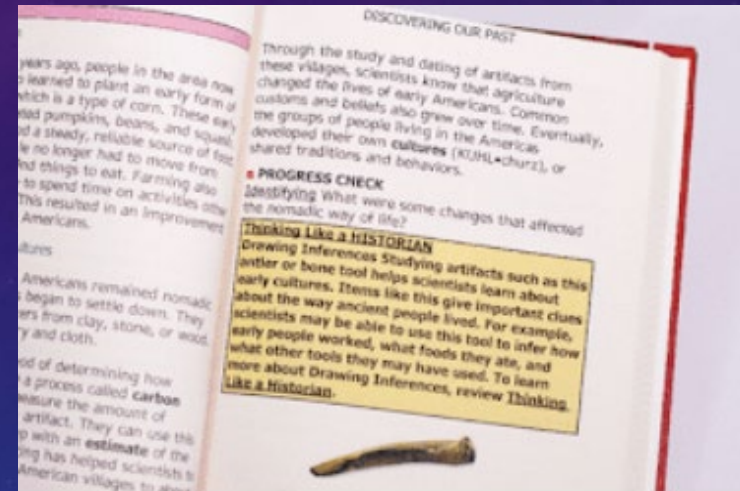 years ago, people in the area now
learned to plant an early form of
which is a type of corn. These early
pumpkins, beans, and squash
a steady, reliable source of food
no longer had to move from
things to eat. Farming also
to spend time on activities
This resulted in an improvement
Americans.
Americans remained nomadic
began to settle down. They
from clay, stone, or wood.
and cloth.
of determining how
a process called carbon
measure the amount of
artifact. They can use this
with an estimate of the
has helped scientists
American villages to
DISCOVERING OUR PAST
Through the study and dating of artifacts from
these villages, scientists know that agriculture
changed the lives of early Americans. Common
customs and beliefs also grew over time. Eventually,
the groups of people living in the Americas
developed their own cultures (KUHL•churz), or
shared traditions and behaviors.
PROGRESS CHECK
Identifying What were some changes that affected
the nomadic way of life?
Thinking Like a HISTORIAN
Drawing Inferences Studying artifacts such as this
antler or bone tool helps scientists learn about
early cultures. Items like this give important clues
about the way ancient people lived. For example,
scientists may be able to use this tool to infer how
early people worked, what foods they ate, and
what other tools they may have used. To learn
more about Drawing Inferences, review Thinking
Like a Historian.